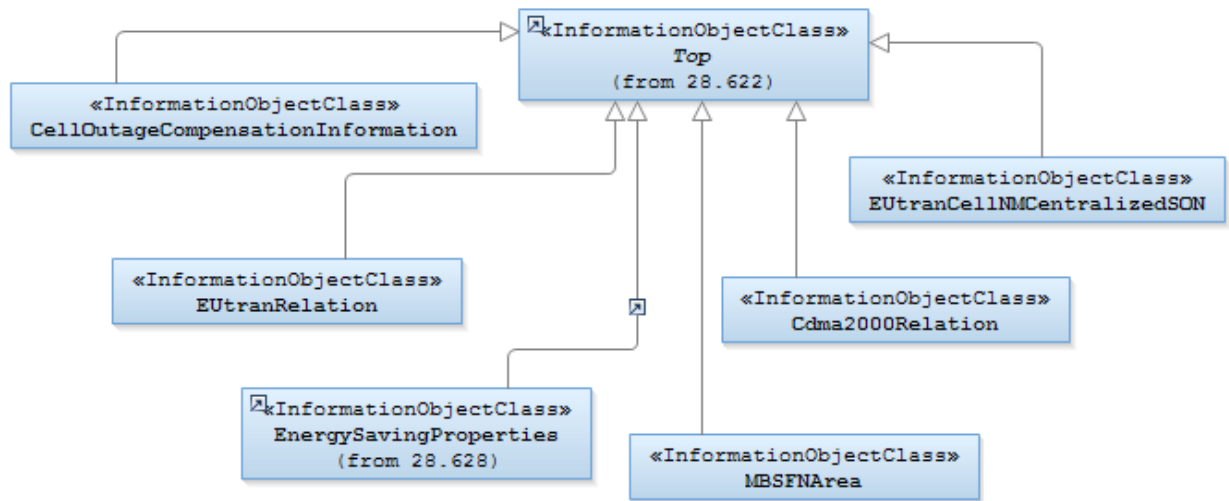 «InformationObjectClass»
Top
(from 28.622)
«InformationObjectClass»
CellOutageCompensationInformation
«InformationObjectClass»
EUtranCellNMCentralizedSON
«InformationObjectClass»
EUtranRelation
«InformationObjectClass»
Cdma2000Relation
«InformationObjectClass»
EnergySavingProperties
(from 28.628)
«InformationObjectClass»
MBSFNArea